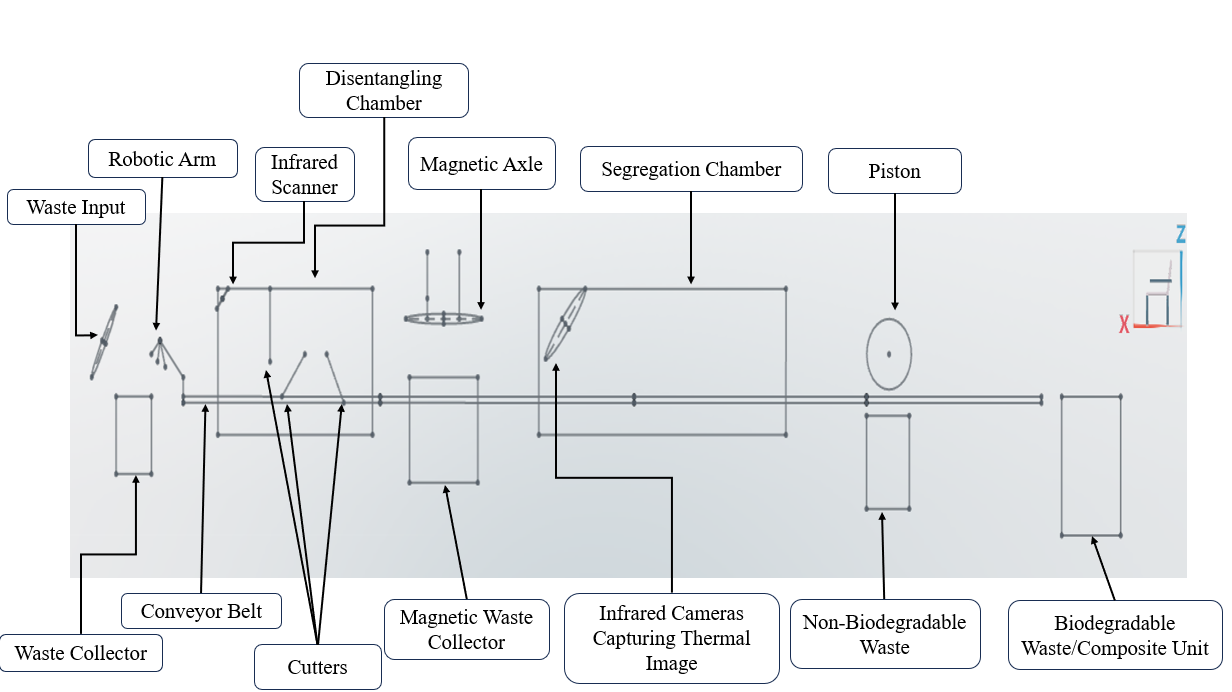 Disentangling
Chamber
Robotic Arm
Infrared
Scanner
Magnetic Axle
Segregation Chamber
Piston
Waste Input
Z
X
Conveyor Belt
Magnetic Waste
Collector
Infrared Cameras
Capturing Thermal
Image
Non-Biodegradable
Waste
Biodegradable
Waste/Composite Unit
Waste Collector
Cutters